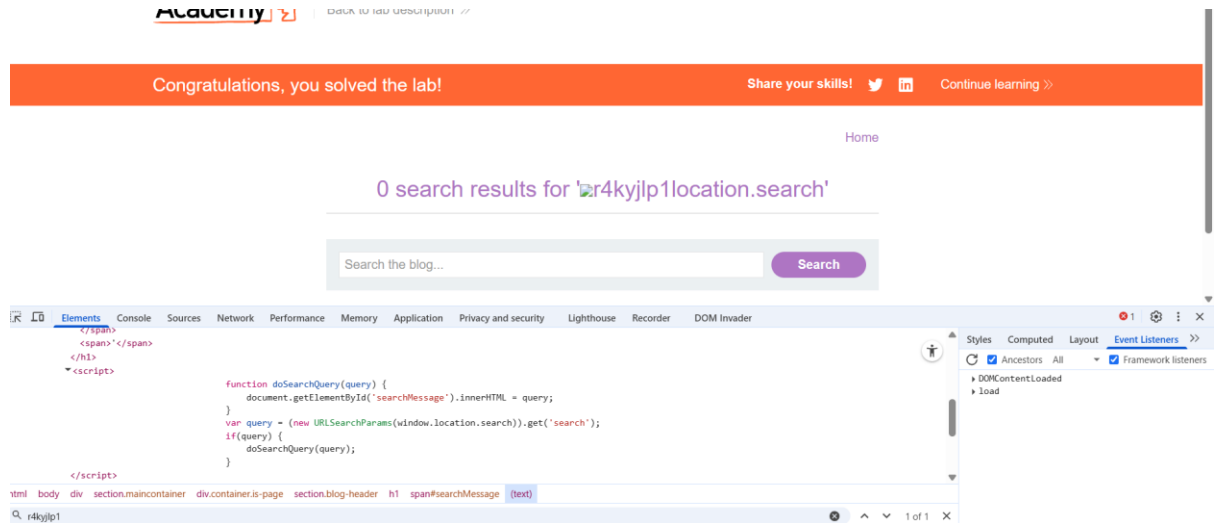 Academy Back to lab description »
Congratulations, you solved the lab! Share your skills! Continue learning »
Home
0 search results for 'r4kyjlp1location.search'
Search the blog... Search
Elements Console Sources Network Performance Memory Application Privacy and security Lighthouse Recorder DOM Invader 1
</span>
<span>'</span>
</h1>
<script>
function doSearchQuery(query) {
document.getElementById('searchMessage').innerHTML = query;
}
var query = (new URLSearchParams(window.location.search)).get('search');
if(query) {
doSearchQuery(query);
}
</script>
Styles Computed Layout Event Listeners
Ancestors All Framework listeners
DOMContentLoaded
load
html body div section.maincontainer div.container.is-page section.blog-header h1 span#searchMessage (text)
r4kyjlp1 1 of 1